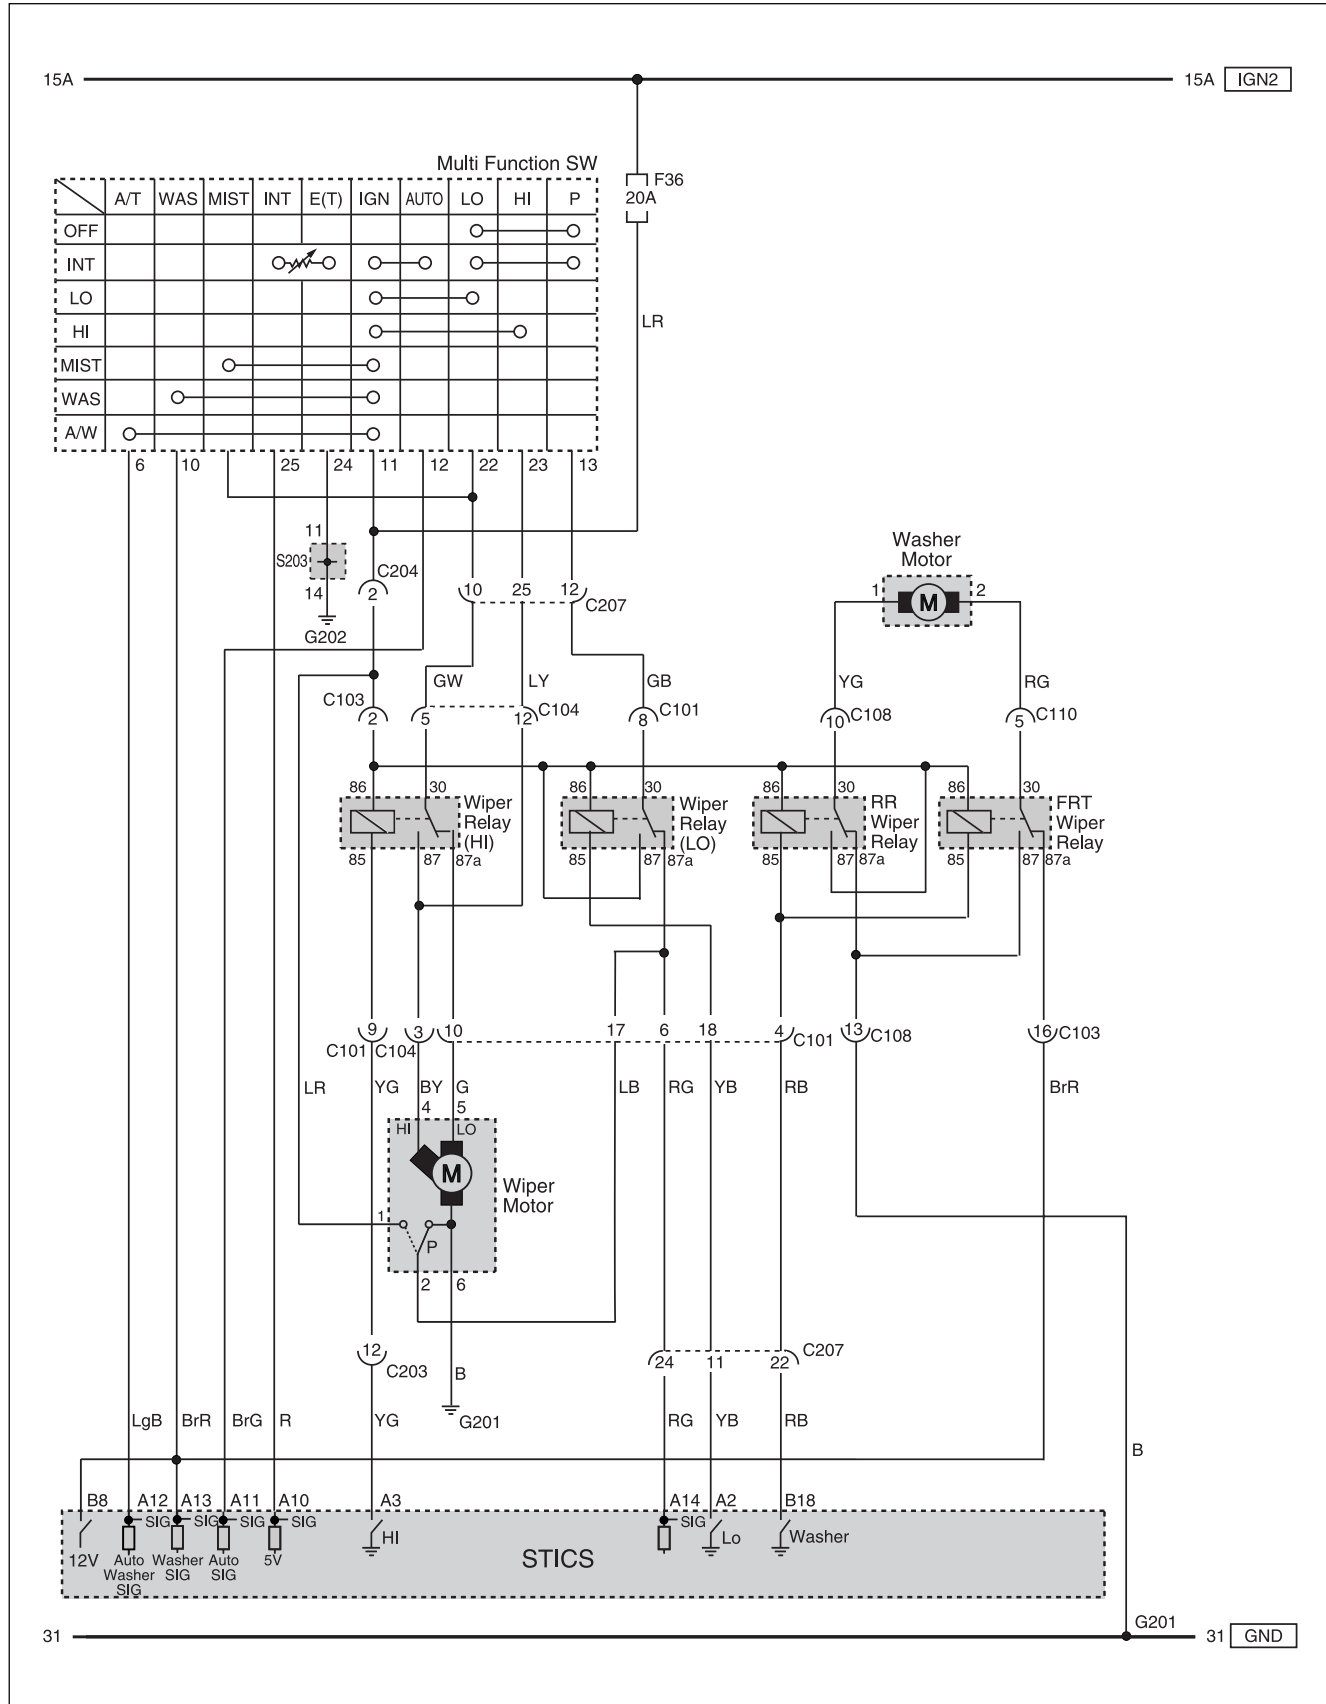 15A 15A IGN2
Multi Function SW
F36
20A
A/T WAS MIST INT E(T) IGN AUTO LO HI P
OFF
INT
LO
HI
MIST
WAS
A/W
LR
6 10 25 24 11 12 22 23 13
11
S203
14
G202
C204
2
10 25 12
C207
Washer
Motor
1 M 2
GW LY GB YG RG
C103
2 5 12 C104 8 C101 10 C108 5 C110
86 30 86 30 86 30 86 30
Wiper
Relay
(HI)
Wiper
Relay
(LO)
RR
Wiper
Relay
FRT
Wiper
Relay
85 87 87a 85 87 87a 85 87 87a 85 87 87a
9 3 10 17 6 18 4 13 16
C101 C104 C101 C108 C103
LR YG BY G LB RG YB RB BrR
4 5
HI LO
M
Wiper
Motor
1
P
2 6
12
C203
B
G201
24 11 22 C207
LgB BrR BrG R YG RG YB RB B
B8 A12 A13 A11 A10 A3 A14 A2 B18
SIG SIG SIG SIG HI SIG Lo Washer
12V
Auto
Washer
SIG
Washer
SIG
Auto
SIG
5V
STICS
G201
31 31 GND